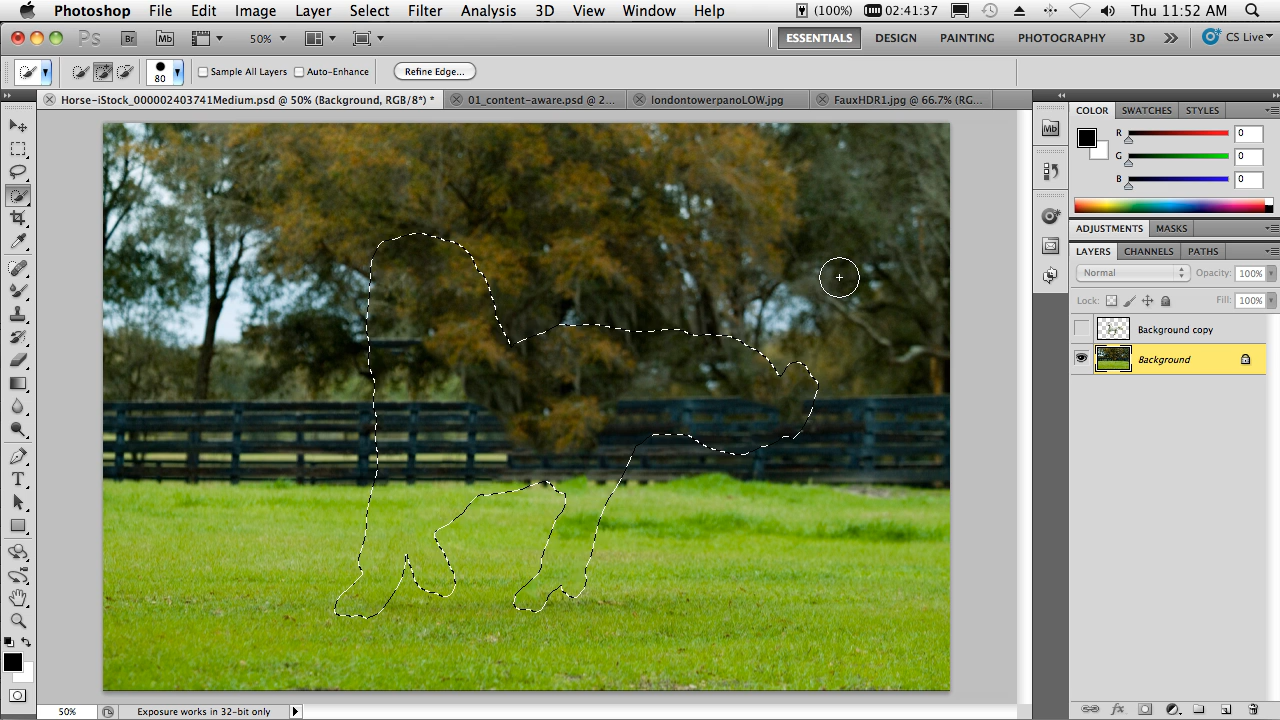 Photoshop File Edit Image Layer Select Filter Analysis 3D View Window Help (100%) 02:41:37 Thu 11:52 AM
Ps Br Mb 50% ESSENTIALS DESIGN PAINTING PHOTOGRAPHY 3D CS Live
80 Sample All Layers Auto-Enhance Refine Edge...
Horse-iStock_000002403741Medium.psd @ 50% (Background, RGB/8*) * 01_content-aware.psd @ 2... londontowerpanoLOW.jpg FauxHDR1.jpg @ 66.7% (RG...
COLOR SWATCHES STYLES
Mb
R 0
G 0
B 0
ADJUSTMENTS MASKS
LAYERS CHANNELS PATHS
Normal Opacity: 100%
Lock: Fill: 100%
Background copy
Background
T
50% Exposure works in 32-bit only
fx